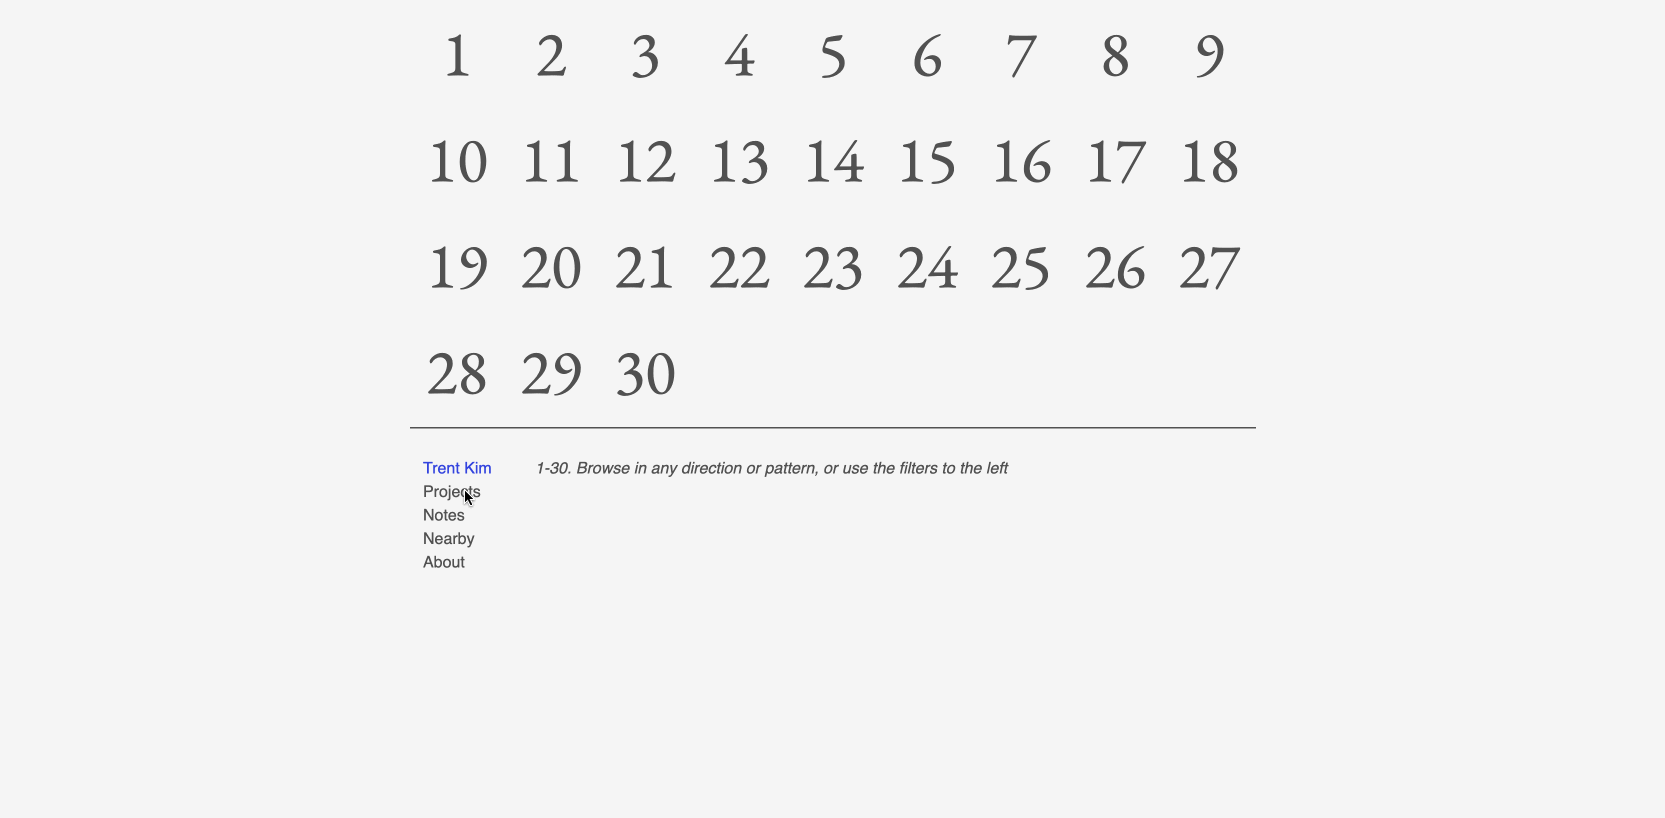 1 2 3 4 5 6 7 8 9
10 11 12 13 14 15 16 17 18
19 20 21 22 23 24 25 26 27
28 29 30
Trent Kim
Projects
Notes
Nearby
About
1-30. Browse in any direction or pattern, or use the filters to the left